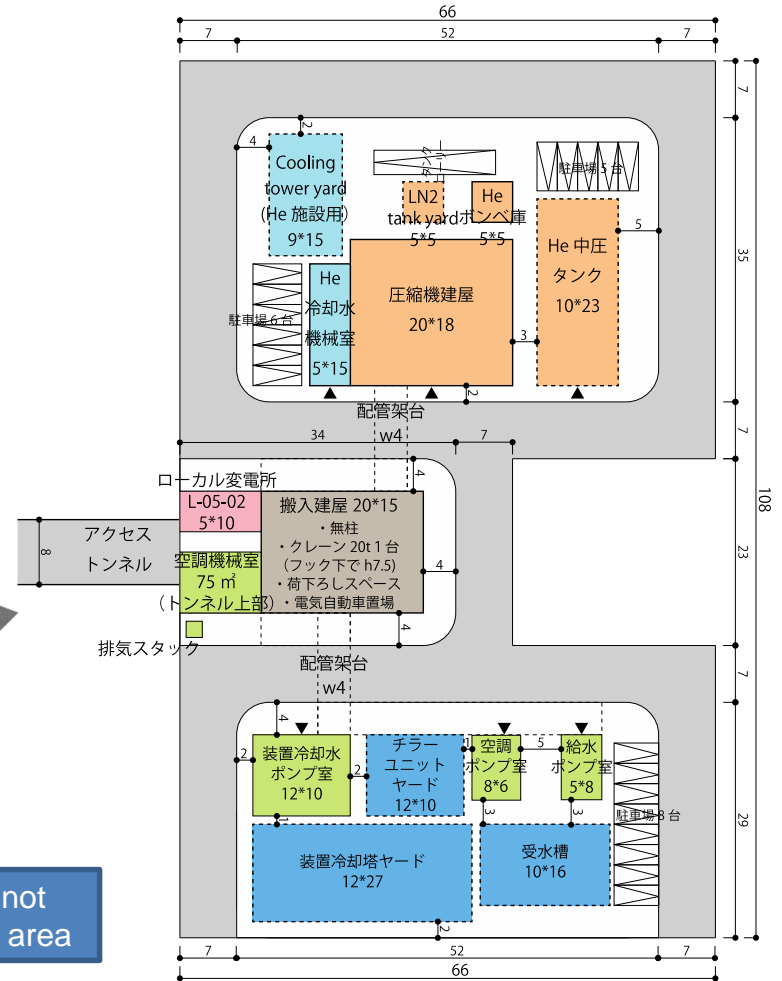 66
7
52
7
7
2
4
Cooling
tower yard
(He 施設用)
9*15
LN2
tank yard
5*5
He
ボンベ庫
5*5
駐車場 5 台
He 中圧
タンク
10*23
5
35
He
冷却水
機械室
5*15
圧縮機建屋
20*18
3
駐車場 6 台
2
配管架台
w4
7
34
7
4
108
ローカル変電所
L-05-02
5*10
搬入建屋 20*15
・無柱
・クレーン 20t 1 台
(フック下で h7.5)
・荷下ろしスペース
・電気自動車置場
アクセス
トンネル
8
空調機械室
75 ㎡
(トンネル上部)
4
23
排気スタック
4
配管架台
w4
7
4
2
装置冷却水
ポンプ室
12*10
2
チラー
ユニット
ヤード
12*10
1
空調
ポンプ室
8*6
5
給水
ポンプ室
5*8
1
3
3
駐車場 8 台
29
装置冷却塔ヤード
12*27
受水槽
10*16
2
not
area
7
52
7
66